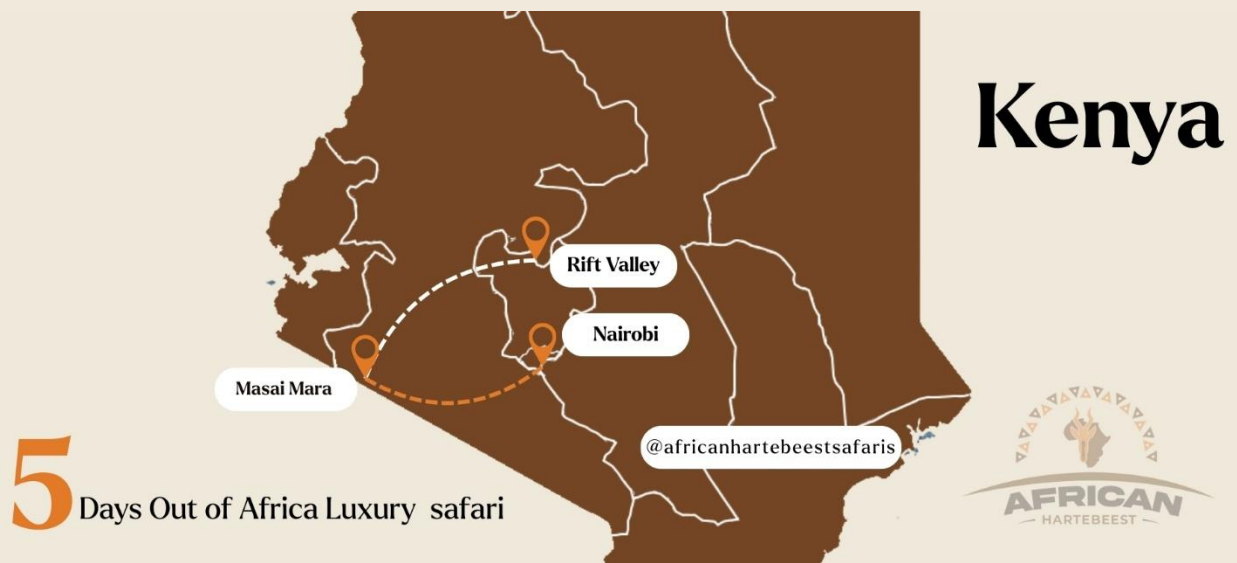 Kenya
Rift Valley
Nairobi
Masai Mara
@africanhartebeestsafaris
5 Days Out of Africa Luxury safari
AFRICAN
HARTEBEEST